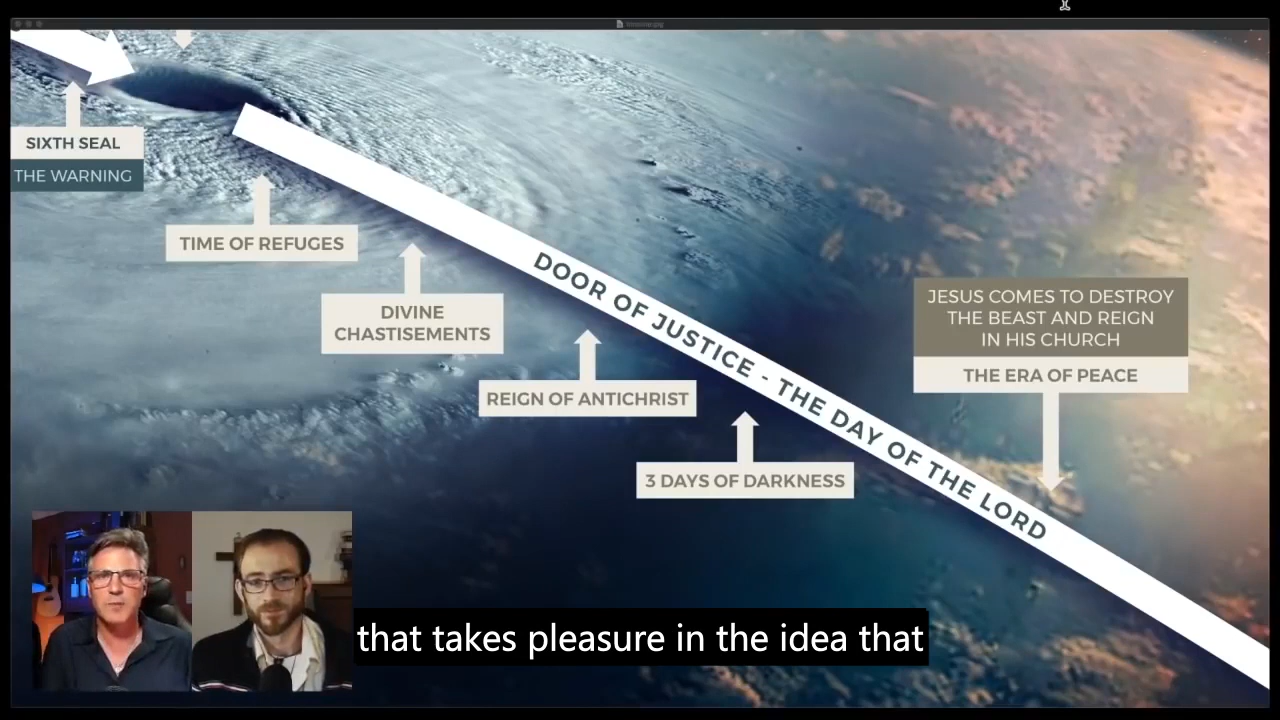 SIXTH SEAL
THE WARNING
TIME OF REFUGES
DIVINE
CHASTISEMENTS
REIGN OF ANTICHRIST
3 DAYS OF DARKNESS
DOOR OF JUSTICE - THE DAY OF THE LORD
JESUS COMES TO DESTROY
THE BEAST AND REIGN
IN HIS CHURCH
THE ERA OF PEACE
that takes pleasure in the idea that